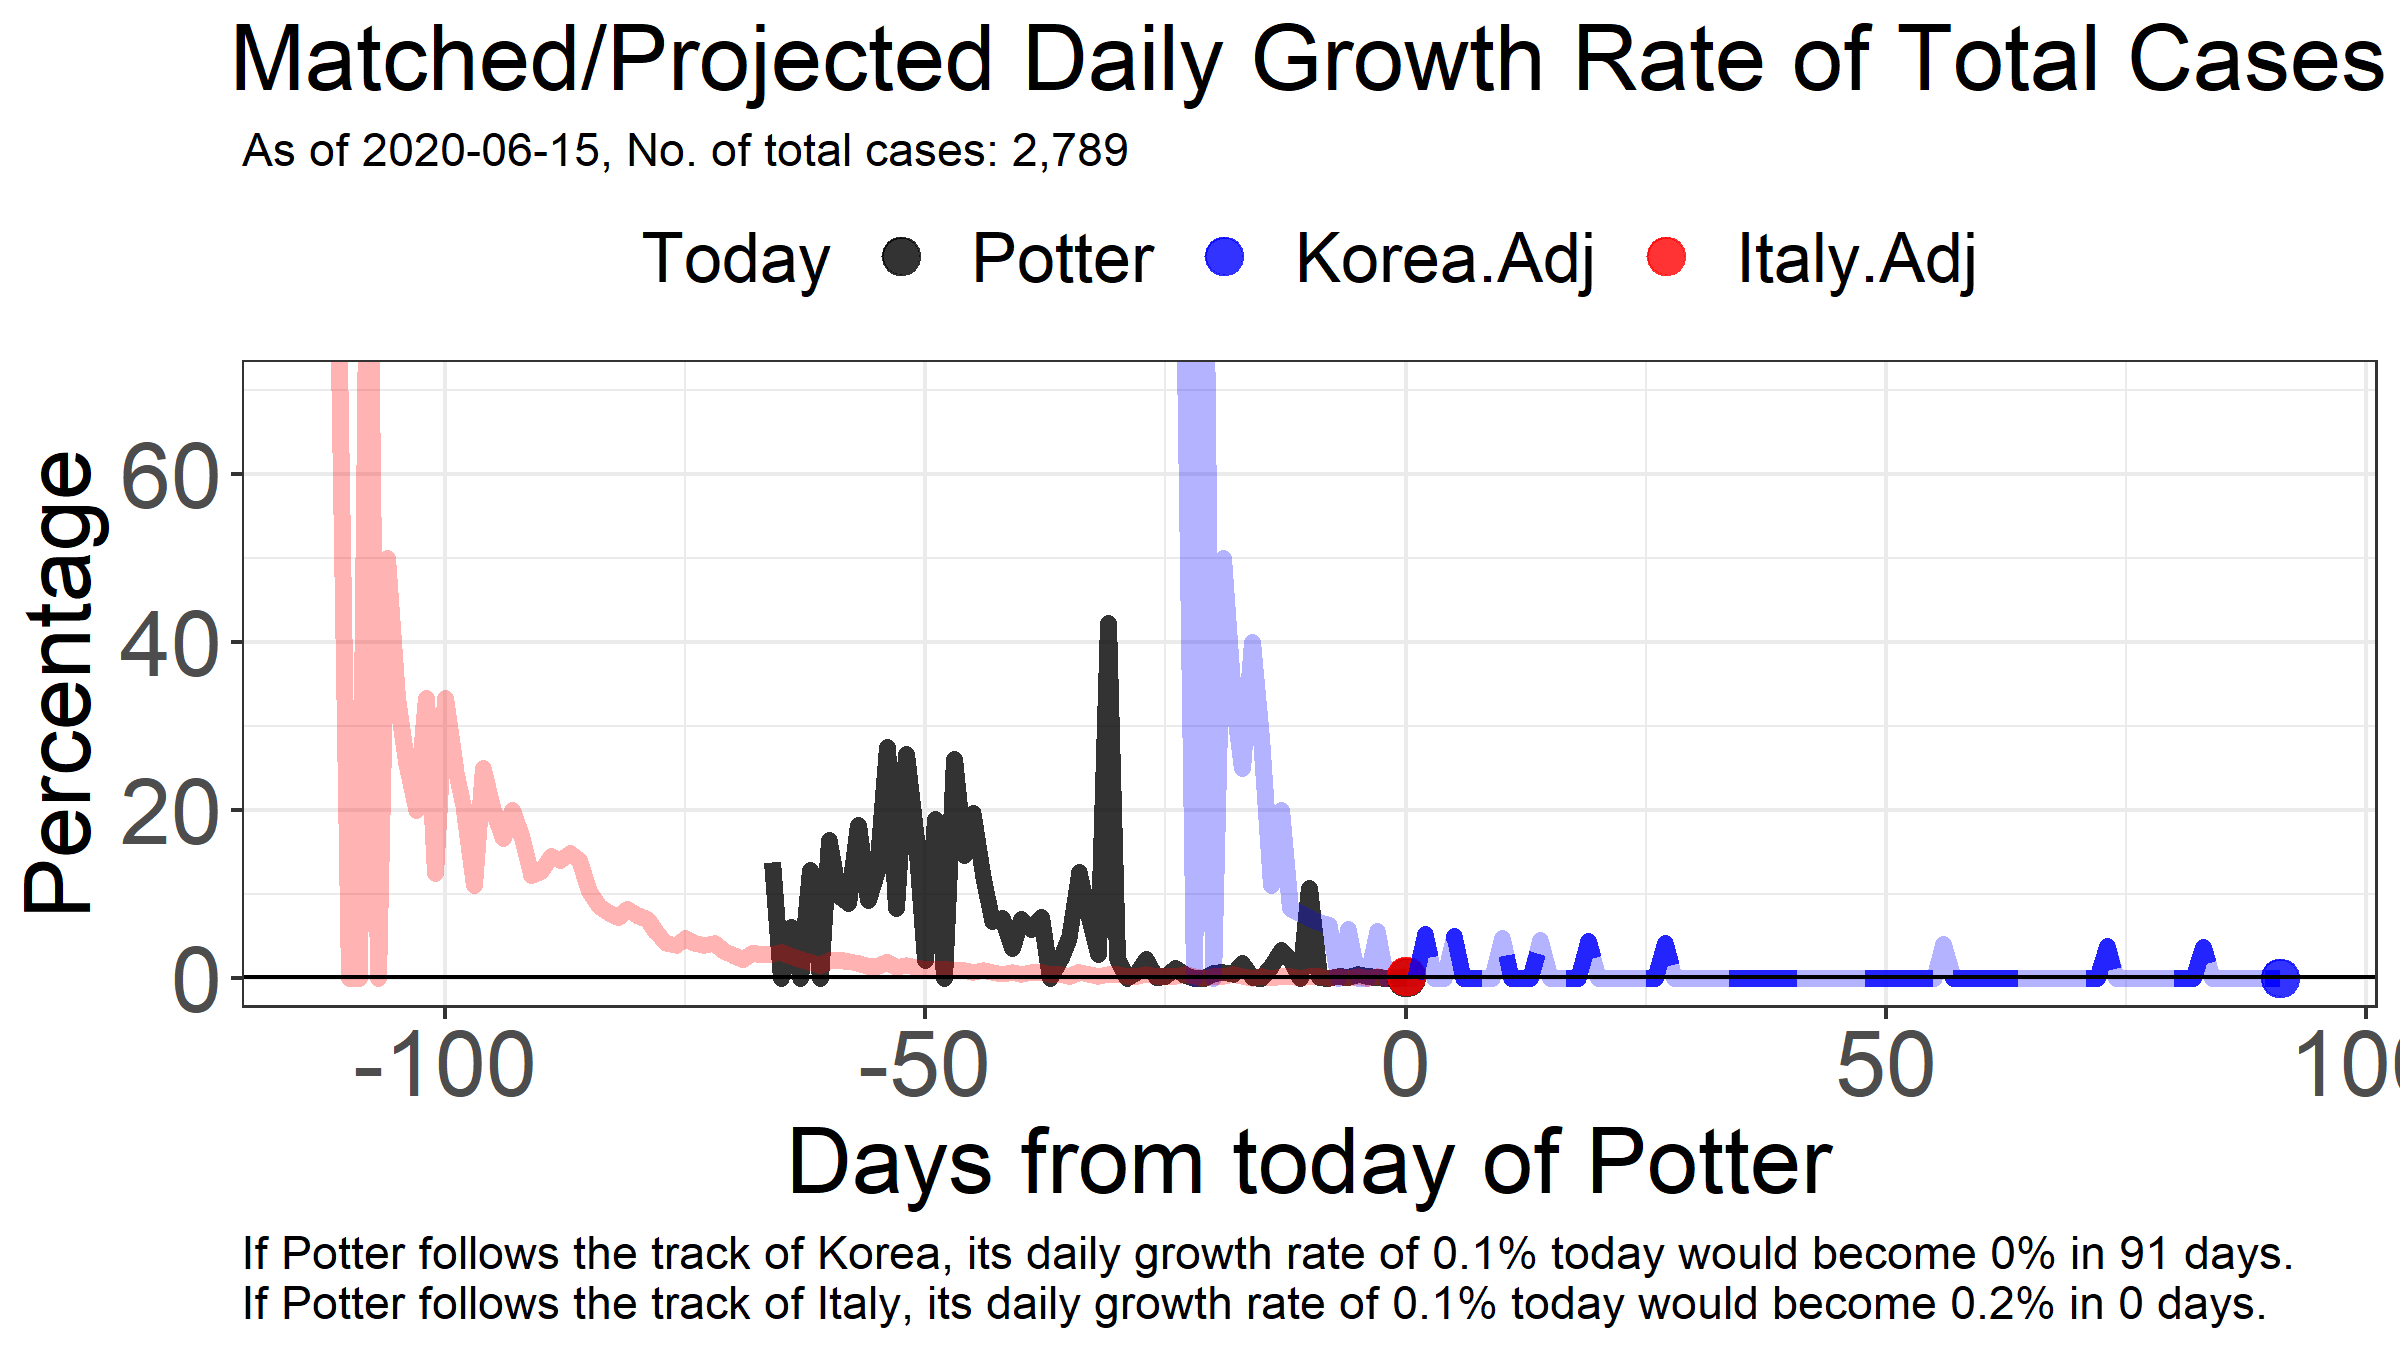 Matched/Projected Daily Growth Rate of Total Cases
As of 2020-06-15, No. of total cases: 2,789
Today Potter Korea.Adj Italy.Adj
Percentage
60
40
20
0
-100 -50 0 50 100
Days from today of Potter
If Potter follows the track of Korea, its daily growth rate of 0.1% today would become 0% in 91 days.
If Potter follows the track of Italy, its daily growth rate of 0.1% today would become 0.2% in 0 days.